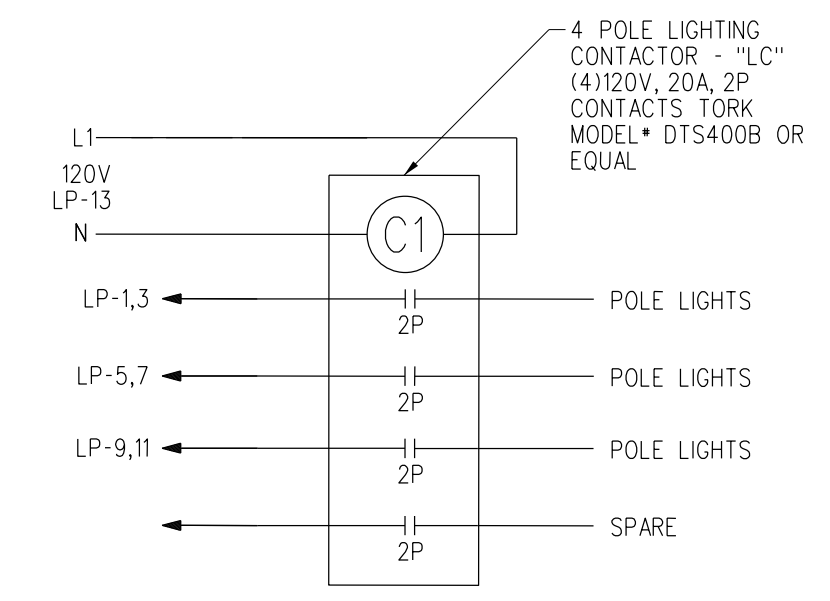 4 POLE LIGHTING
CONTACTOR - "LC"
(4)120V, 20A, 2P
CONTACTS TORK
MODEL# DTS400B OR
EQUAL
L1
120V
LP-13
N
C1
LP-1,3
2P
POLE LIGHTS
LP-5,7
2P
POLE LIGHTS
LP-9,11
2P
POLE LIGHTS
2P
SPARE